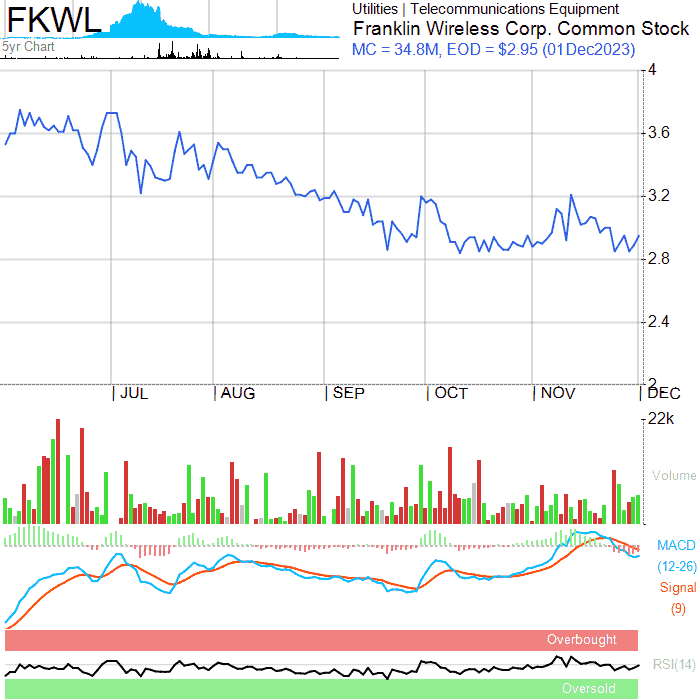 FKWL
5yr Chart
Utilities | Telecommunications Equipment
Franklin Wireless Corp. Common Stock
MC = 34.8M, EOD = $2.95 (01Dec2023)
4
3.6
3.2
2.8
2.4
2
| JUL | AUG | SEP | OCT | NOV | DEC
22k
Volume
MACD
(12-26)
Signal
(9)
Overbought
RSI(14)
Oversold